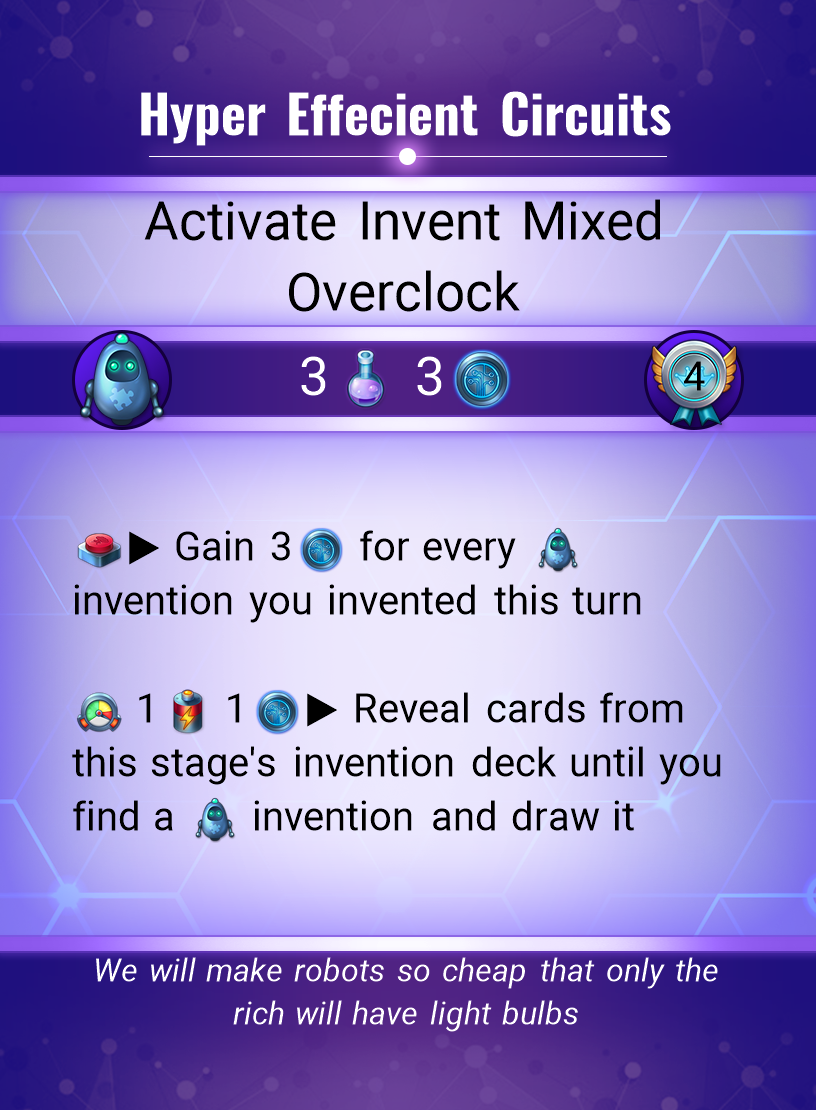 Hyper Effecient Circuits
Activate Invent Mixed
Overclock
3 3 4
▶ Gain 3 for every
invention you invented this turn
1 1 ▶ Reveal cards from
this stage's invention deck until you
find a invention and draw it
We will make robots so cheap that only the
rich will have light bulbs